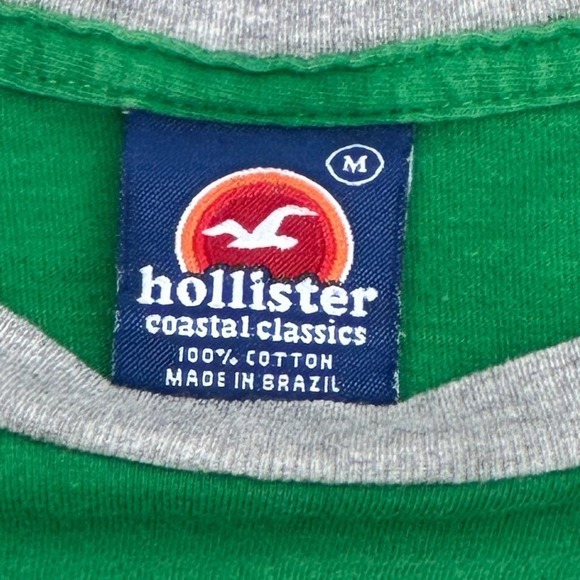 M
hollister
coastal classics
100% COTTON
MADE IN BRAZIL